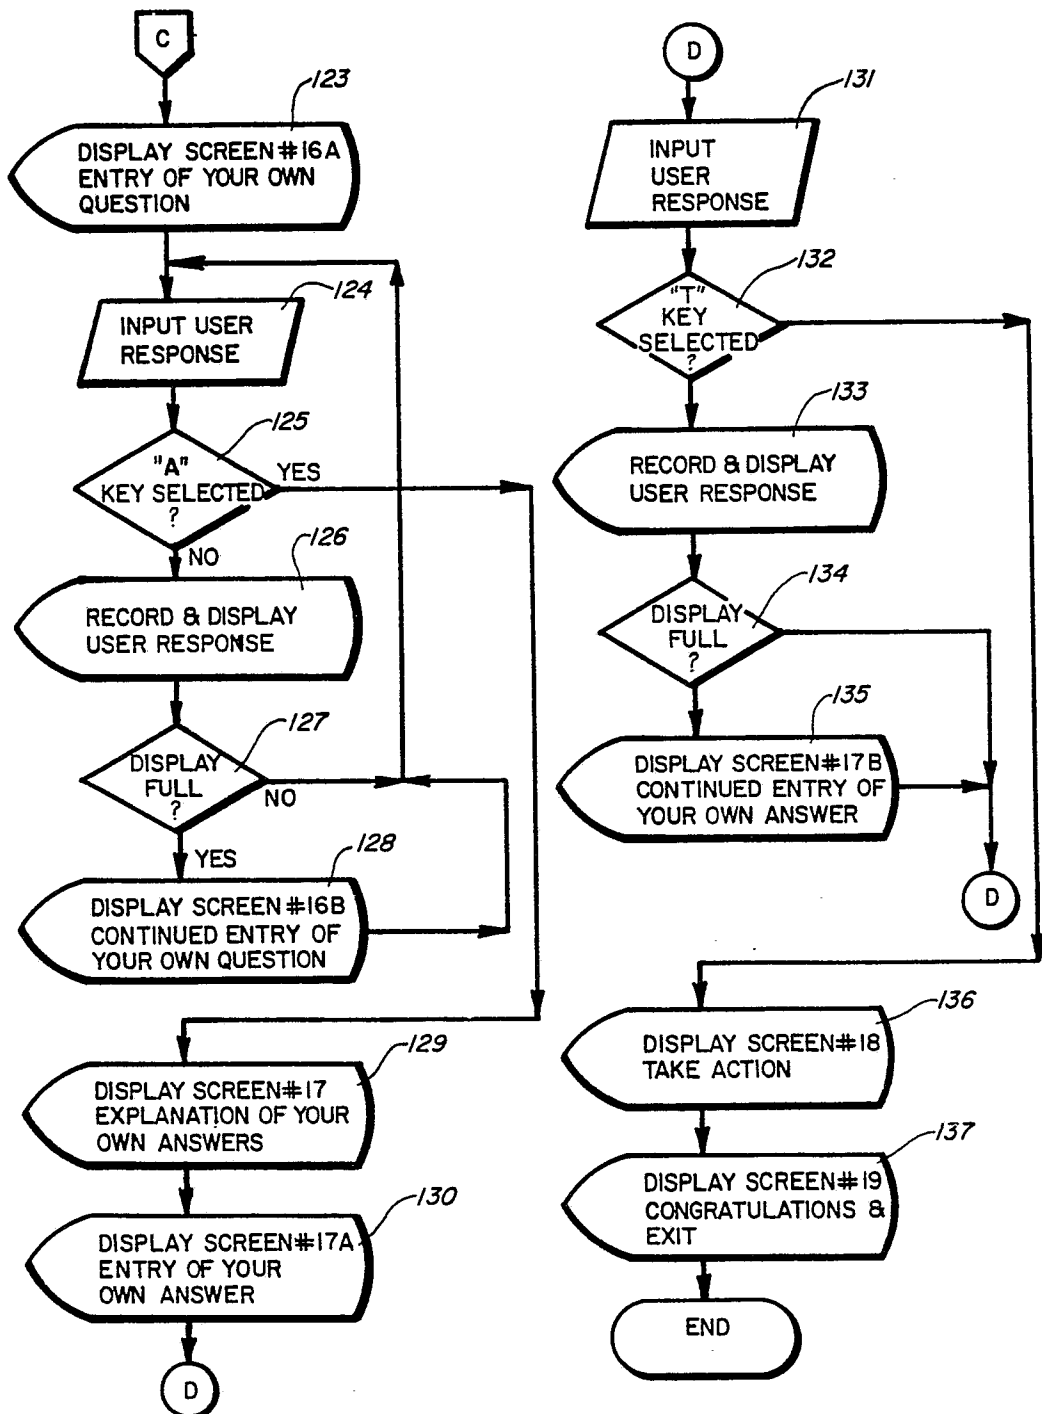 C
123
DISPLAY SCREEN #16A
ENTRY OF YOUR OWN
QUESTION
124
INPUT USER
RESPONSE
125
"A"
KEY SELECTED
?
YES
NO
126
RECORD & DISPLAY
USER RESPONSE
127
DISPLAY
FULL
?
NO
YES
128
DISPLAY SCREEN #16B
CONTINUED ENTRY OF
YOUR OWN QUESTION
129
DISPLAY SCREEN #17
EXPLANATION OF YOUR
OWN ANSWERS
130
DISPLAY SCREEN #17A
ENTRY OF YOUR
OWN ANSWER
D
D
131
INPUT
USER
RESPONSE
132
"T"
KEY
SELECTED
?
133
RECORD & DISPLAY
USER RESPONSE
134
DISPLAY
FULL
?
135
DISPLAY SCREEN #17B
CONTINUED ENTRY OF
YOUR OWN ANSWER
D
136
DISPLAY SCREEN #18
TAKE ACTION
137
DISPLAY SCREEN #19
CONGRATULATIONS &
EXIT
END